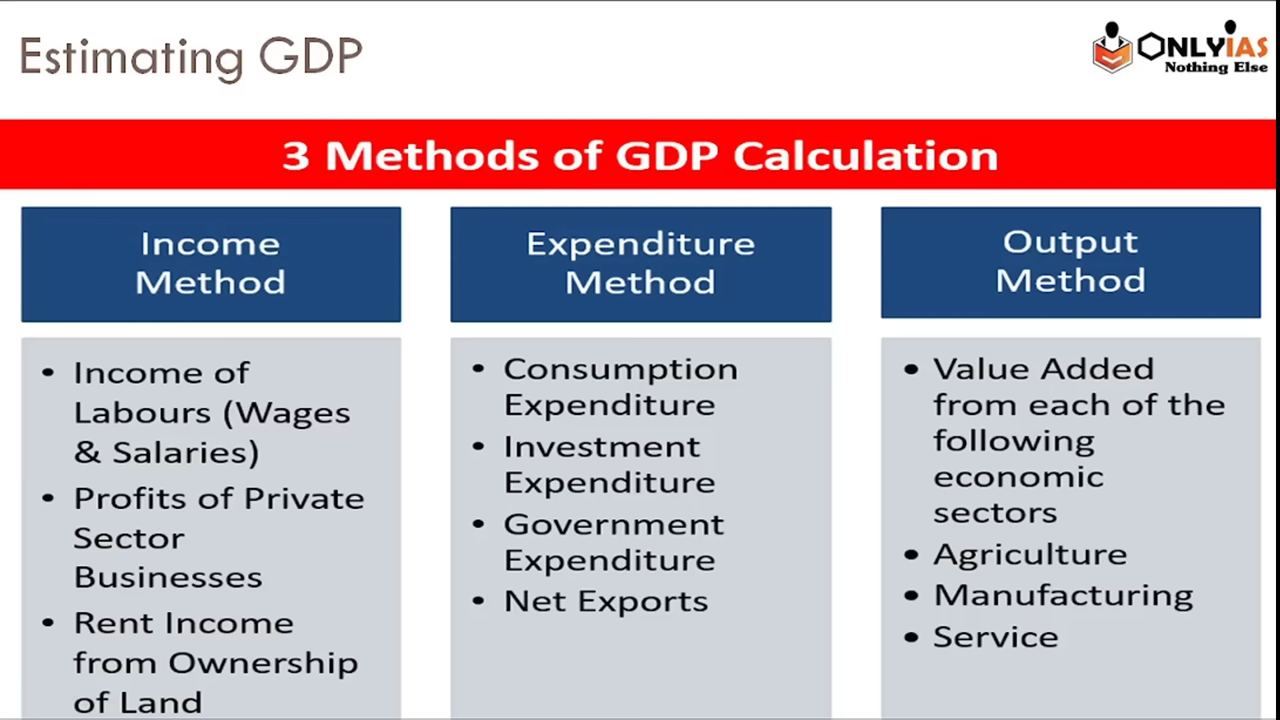 Estimating GDP
ONLYIAS
Nothing Else
3 Methods of GDP Calculation
Income
Method
• Income of
Labours (Wages
& Salaries)
• Profits of Private
Sector
Businesses
• Rent Income
from Ownership
of Land
Expenditure
Method
• Consumption
Expenditure
• Investment
Expenditure
• Government
Expenditure
• Net Exports
Output
Method
• Value Added
from each of the
following
economic
sectors
• Agriculture
• Manufacturing
• Service